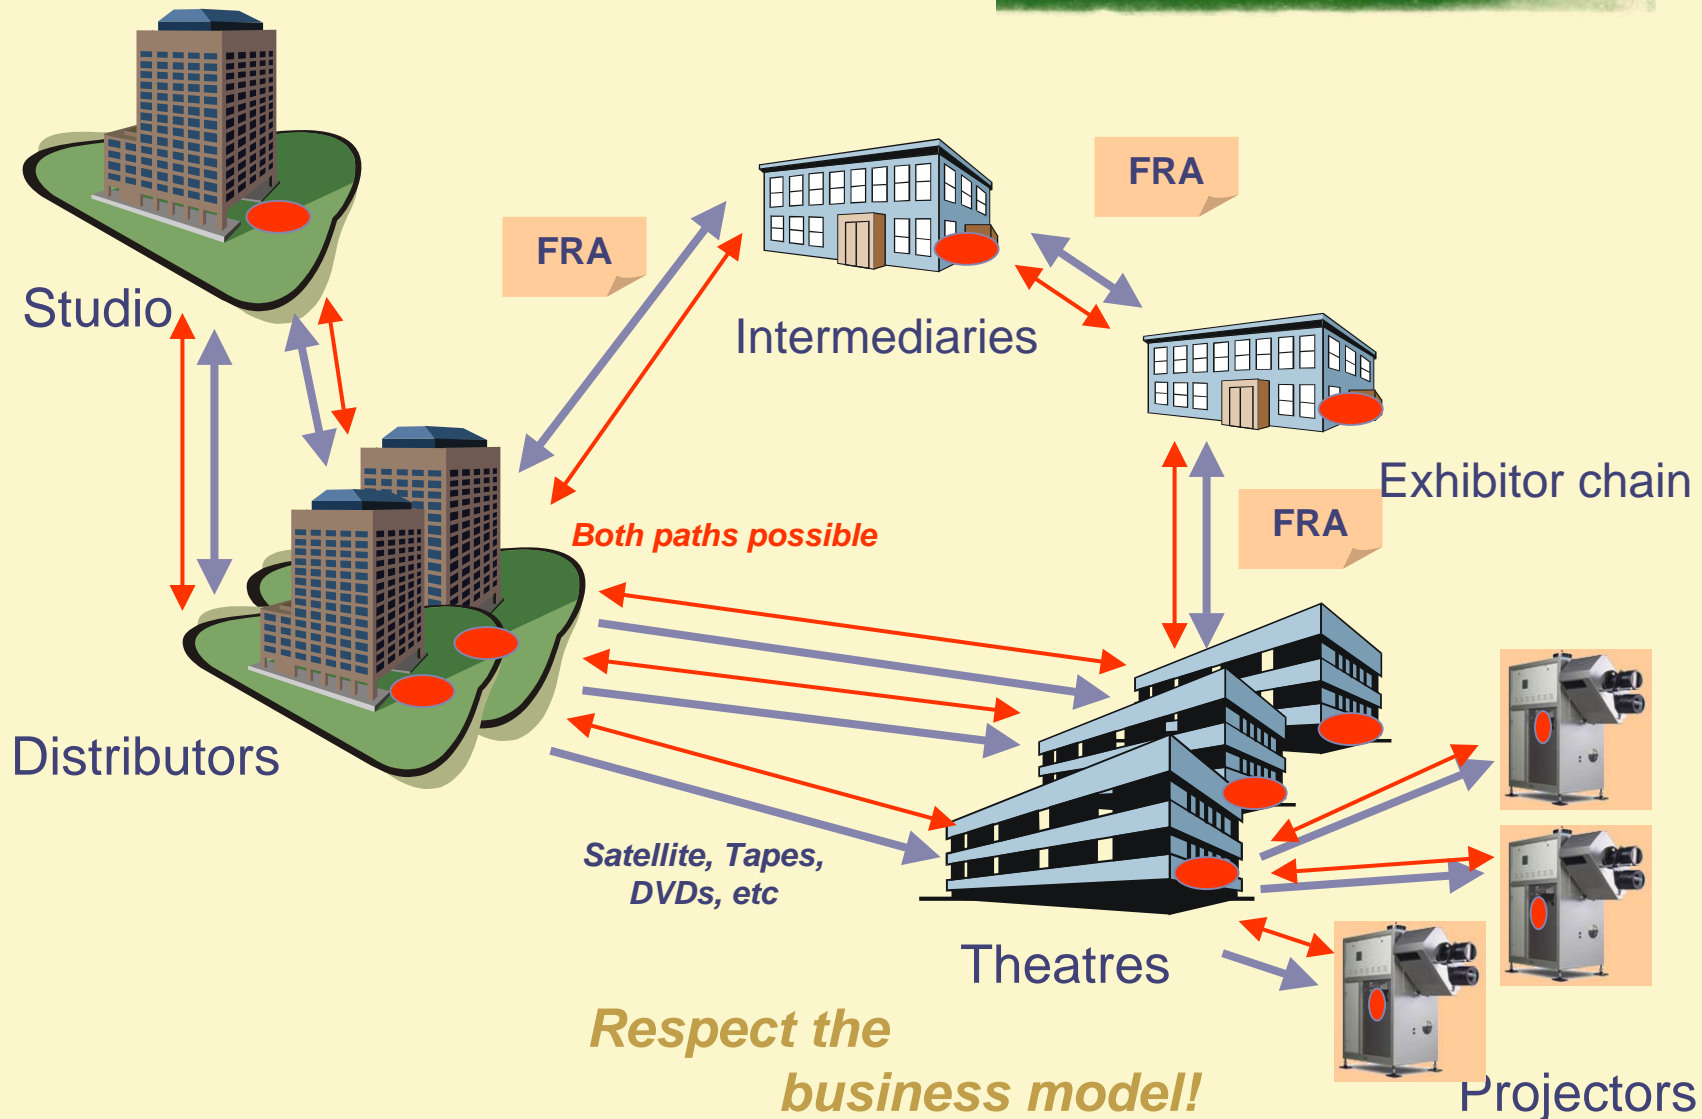 FRA
FRA
Studio
Intermediaries
Exhibitor chain
FRA
Both paths possible
Distributors
Satellite, Tapes,
DVDs, etc
Theatres
Respect the
business model!
Projectors